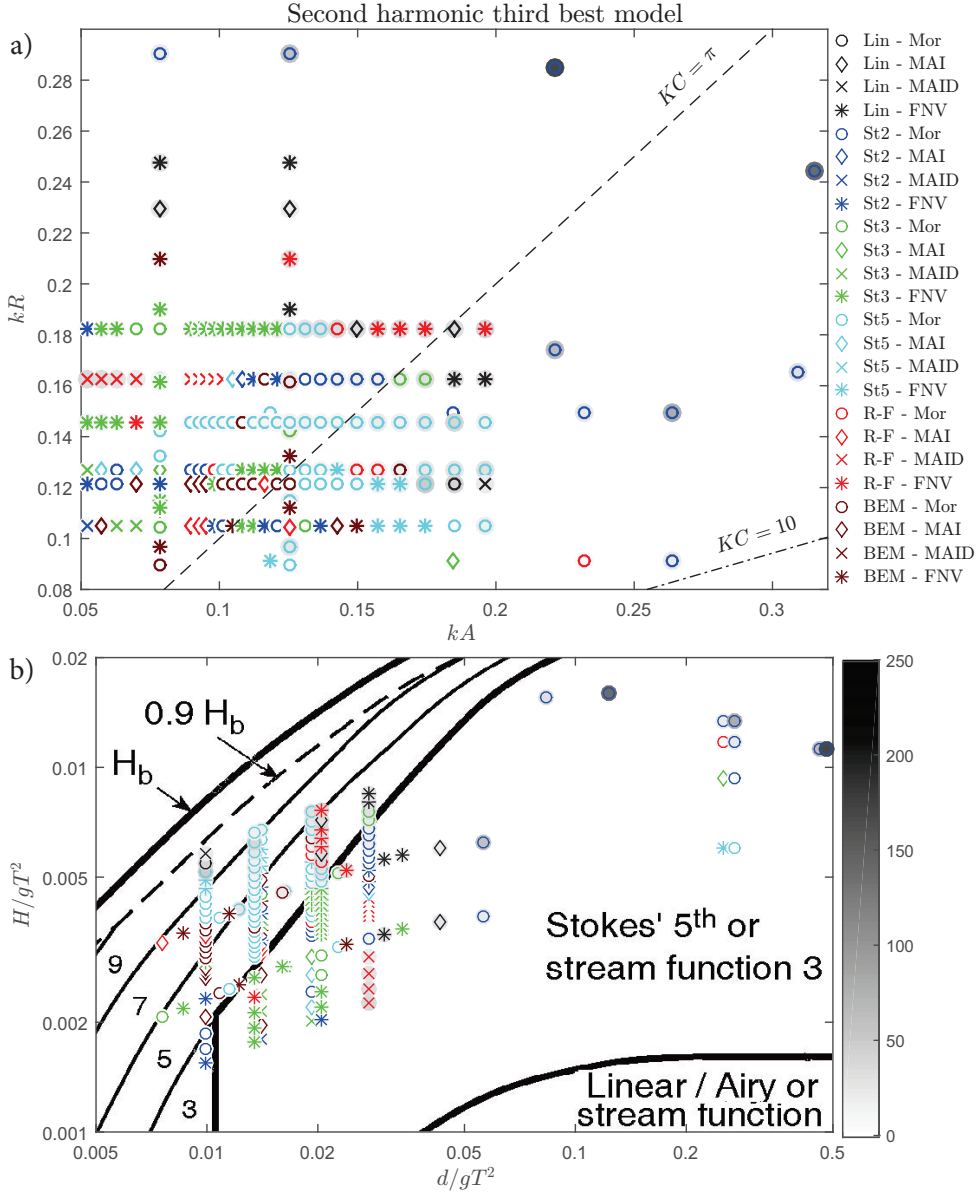 Second harmonic third best model
a)
0.28
0.26
0.24
0.22
0.2
0.18
0.16
0.14
0.12
0.1
0.08
kR
0.05
0.1
0.15
0.2
0.25
0.3
kA
KC = π
KC = 10
Lin - Mor
Lin - MAI
Lin - MAID
Lin - FNV
St2 - Mor
St2 - MAI
St2 - MAID
St2 - FNV
St3 - Mor
St3 - MAI
St3 - MAID
St3 - FNV
St5 - Mor
St5 - MAI
St5 - MAID
St5 - FNV
R-F - Mor
R-F - MAI
R-F - MAID
R-F - FNV
BEM - Mor
BEM - MAI
BEM - MAID
BEM - FNV
b)
0.02
0.01
0.005
0.002
0.001
H/gT²
0.9 H_b
H_b
9
7
5
3
Stokes' 5th or
stream function 3
Linear / Airy or
stream function
0.005
0.01
0.02
0.05
0.1
0.2
0.5
d/gT²
250
200
150
100
50
0